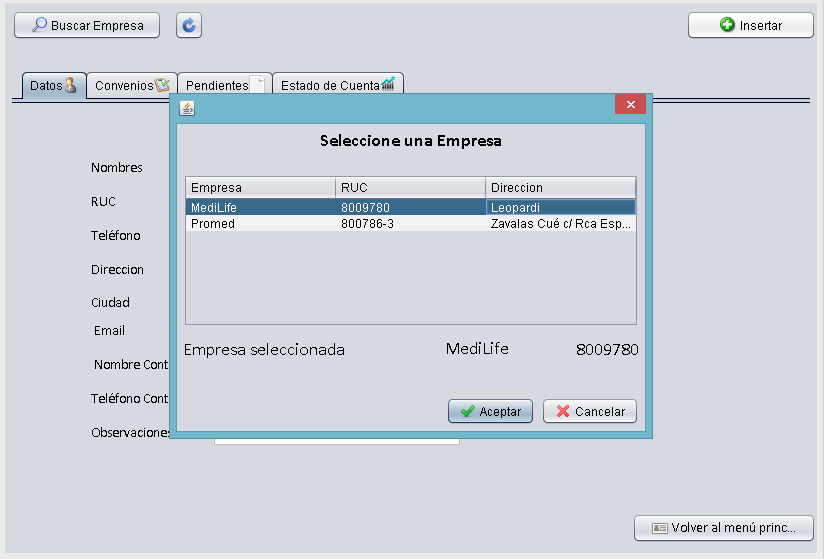 Buscar Empresa
Insertar
Datos Convenios Pendientes Estado de Cuenta
Seleccione una Empresa
Empresa RUC Direccion
MediLife 8009780 Leopardi
Promed 800786-3 Zavalas Cué c/ Rca Esp...
Empresa seleccionada MediLife 8009780
Aceptar Cancelar
Nombres
RUC
Teléfono
Direccion
Ciudad
Email
Nombre Cont
Teléfono Cont
Observaciones
Volver al menú princ...